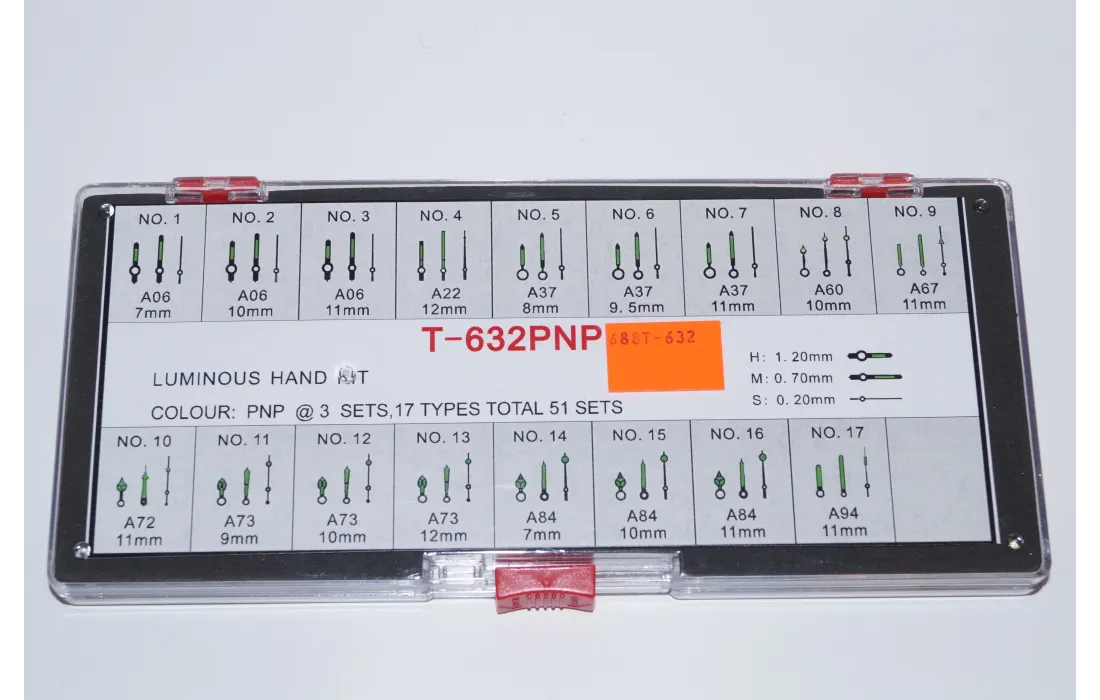 NO. 1 NO. 2 NO. 3 NO. 4 NO. 5 NO. 6 NO. 7 NO. 8 NO. 9
A06 A06 A06 A22 A37 A37 A37 A60 A67
7mm 10mm 11mm 12mm 8mm 9.5mm 11mm 10mm 11mm
T-632PNP 688T-632
H: 1.20mm
LUMINOUS HAND KIT
M: 0.70mm
S: 0.20mm
COLOUR: PNP @ 3 SETS,17 TYPES TOTAL 51 SETS
NO. 10 NO. 11 NO. 12 NO. 13 NO. 14 NO. 15 NO. 16 NO. 17
A72 A73 A73 A73 A84 A84 A84 A94
11mm 9mm 10mm 12mm 7mm 10mm 11mm 11mm